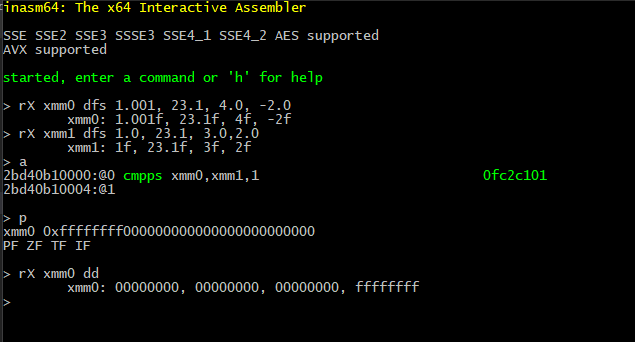 inasm64: The x64 Interactive Assembler
SSE SSE2 SSE3 SSSE3 SSE4_1 SSE4_2 AES supported
AVX supported
started, enter a command or 'h' for help
> rX xmm0 dfs 1.001, 23.1, 4.0, -2.0
xmm0: 1.001f, 23.1f, 4f, -2f
> rX xmm1 dfs 1.0, 23.1, 3.0,2.0
xmm1: 1f, 23.1f, 3f, 2f
> a
2bd40b10000:@0 cmpps xmm0,xmm1,1 0fc2c101
2bd40b10004:@1
> p
xmm0 0xffffffff000000000000000000000000
PF ZF TF IF
> rX xmm0 dd
xmm0: 00000000, 00000000, 00000000, ffffffff
>